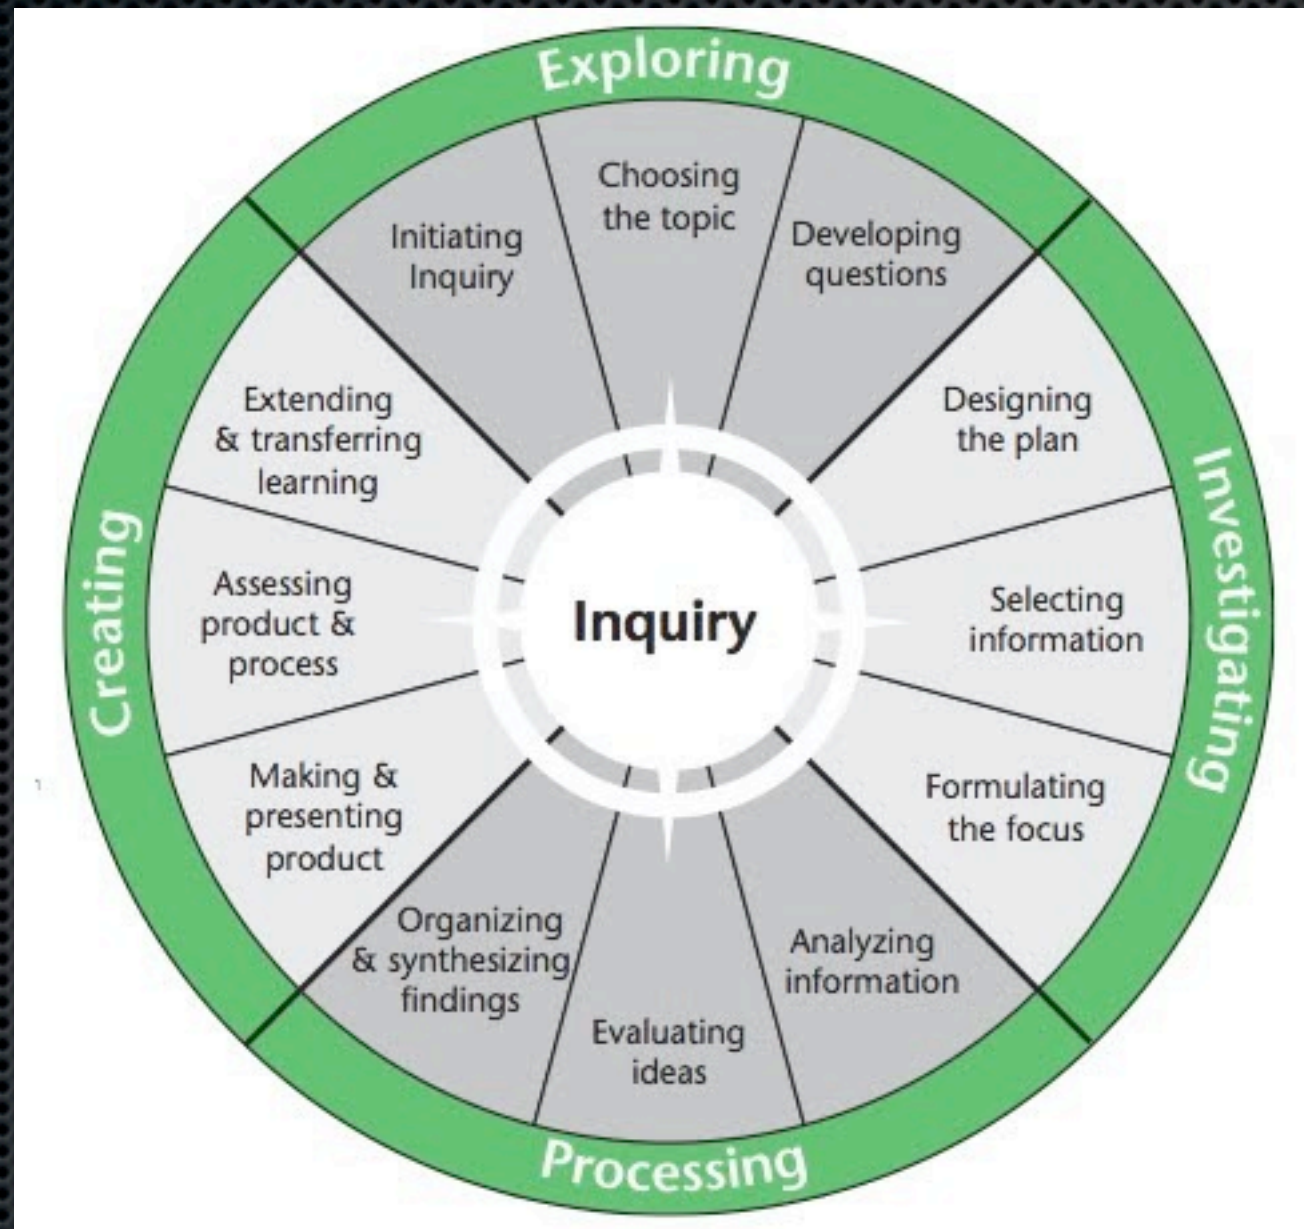 Exploring
Initiating
Inquiry
Choosing
the topic
Developing
questions
Investigating
Designing
the plan
Selecting
information
Formulating
the focus
Processing
Analyzing
information
Evaluating
ideas
Organizing
& synthesizing
findings
Creating
Making &
presenting
product
Assessing
product &
process
Extending
& transferring
learning
Inquiry